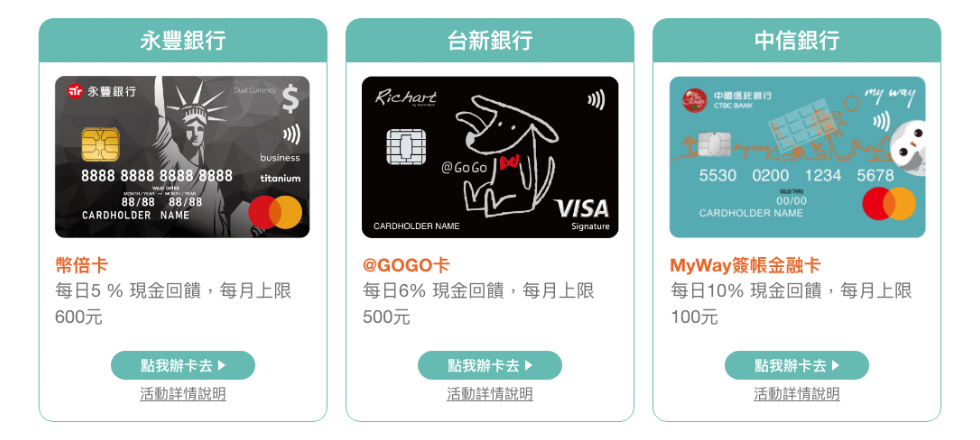 永豐銀行
永豐銀行
Dual Currency
$
business
titanium
8888 8888 8888 8888
VALID DATES
MONTH/YEAR — MONTH/YEAR
88/88 88/88
CARDHOLDER NAME
幣倍卡
每日5 % 現金回饋，每月上限
600元
點我辦卡去
活動詳情說明
台新銀行
Richart
@GoGo
CARDHOLDER NAME
VISA
Signature
@GOGO卡
每日6% 現金回饋，每月上限
500元
點我辦卡去
活動詳情說明
中信銀行
中國信託銀行
CTBC BANK
my way
my way
5530 0200 1234 5678
VALID THRU
00/00
CARDHOLDER NAME
MyWay簽帳金融卡
每日10% 現金回饋，每月上限
100元
點我辦卡去
活動詳情說明